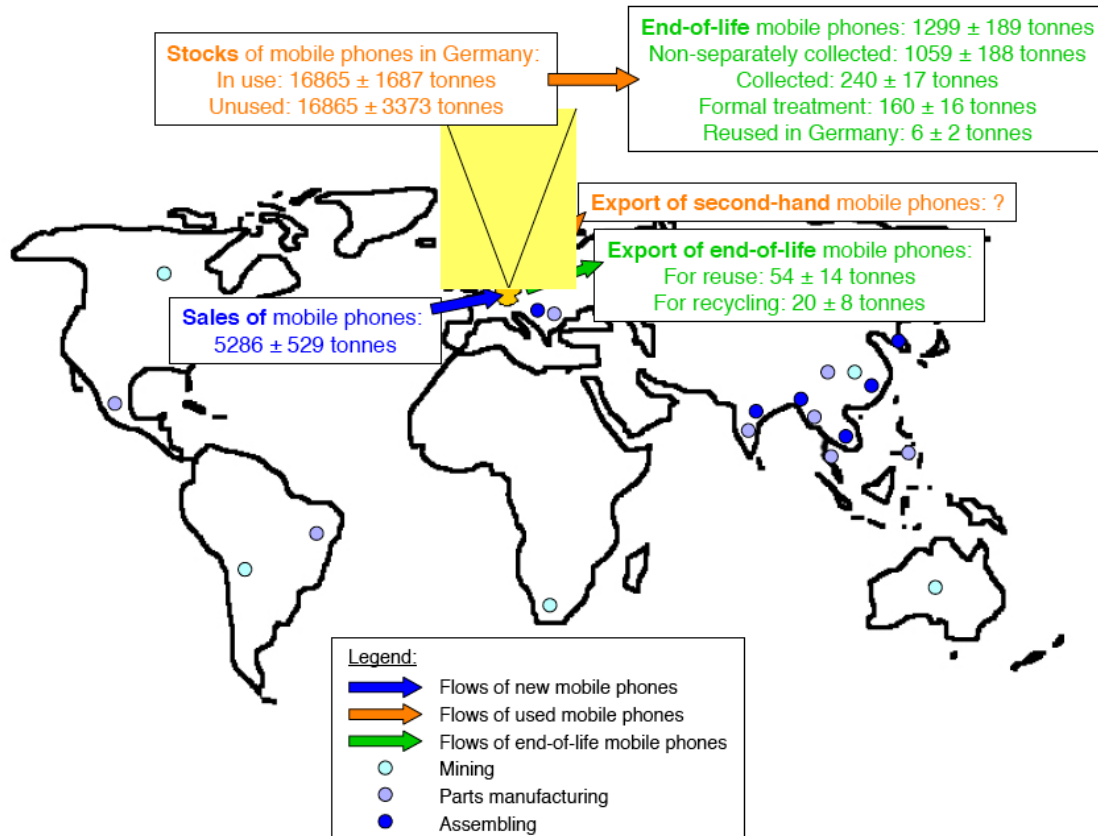 Stocks of mobile phones in Germany:
In use: 16865 ± 1687 tonnes
Unused: 16865 ± 3373 tonnes
End-of-life mobile phones: 1299 ± 189 tonnes
Non-separately collected: 1059 ± 188 tonnes
Collected: 240 ± 17 tonnes
Formal treatment: 160 ± 16 tonnes
Reused in Germany: 6 ± 2 tonnes
Export of second-hand mobile phones: ?
Export of end-of-life mobile phones:
For reuse: 54 ± 14 tonnes
For recycling: 20 ± 8 tonnes
Sales of mobile phones:
5286 ± 529 tonnes
Legend:
Flows of new mobile phones
Flows of used mobile phones
Flows of end-of-life mobile phones
Mining
Parts manufacturing
Assembling